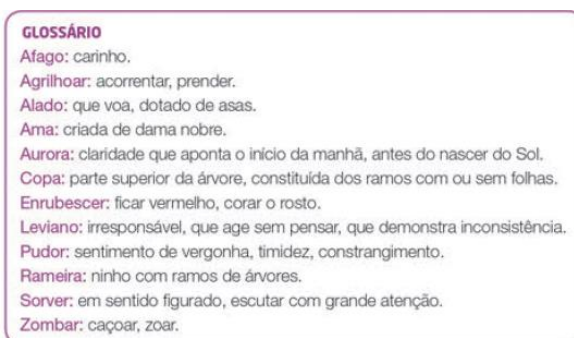 GLOSSÁRIO
Afago: carinho.
Agrilhoar: acorrentar, prender.
Alado: que voa, dotado de asas.
Ama: criada de dama nobre.
Aurora: claridade que aponta o início da manhã, antes do nascer do Sol.
Copa: parte superior da árvore, constituída dos ramos com ou sem folhas.
Enrubescer: ficar vermelho, corar o rosto.
Leviano: irresponsável, que age sem pensar, que demonstra inconsistência.
Pudor: sentimento de vergonha, timidez, constrangimento.
Rameira: ninho com ramos de árvores.
Sorver: em sentido figurado, escutar com grande atenção.
Zombar: caçoar, zoar.